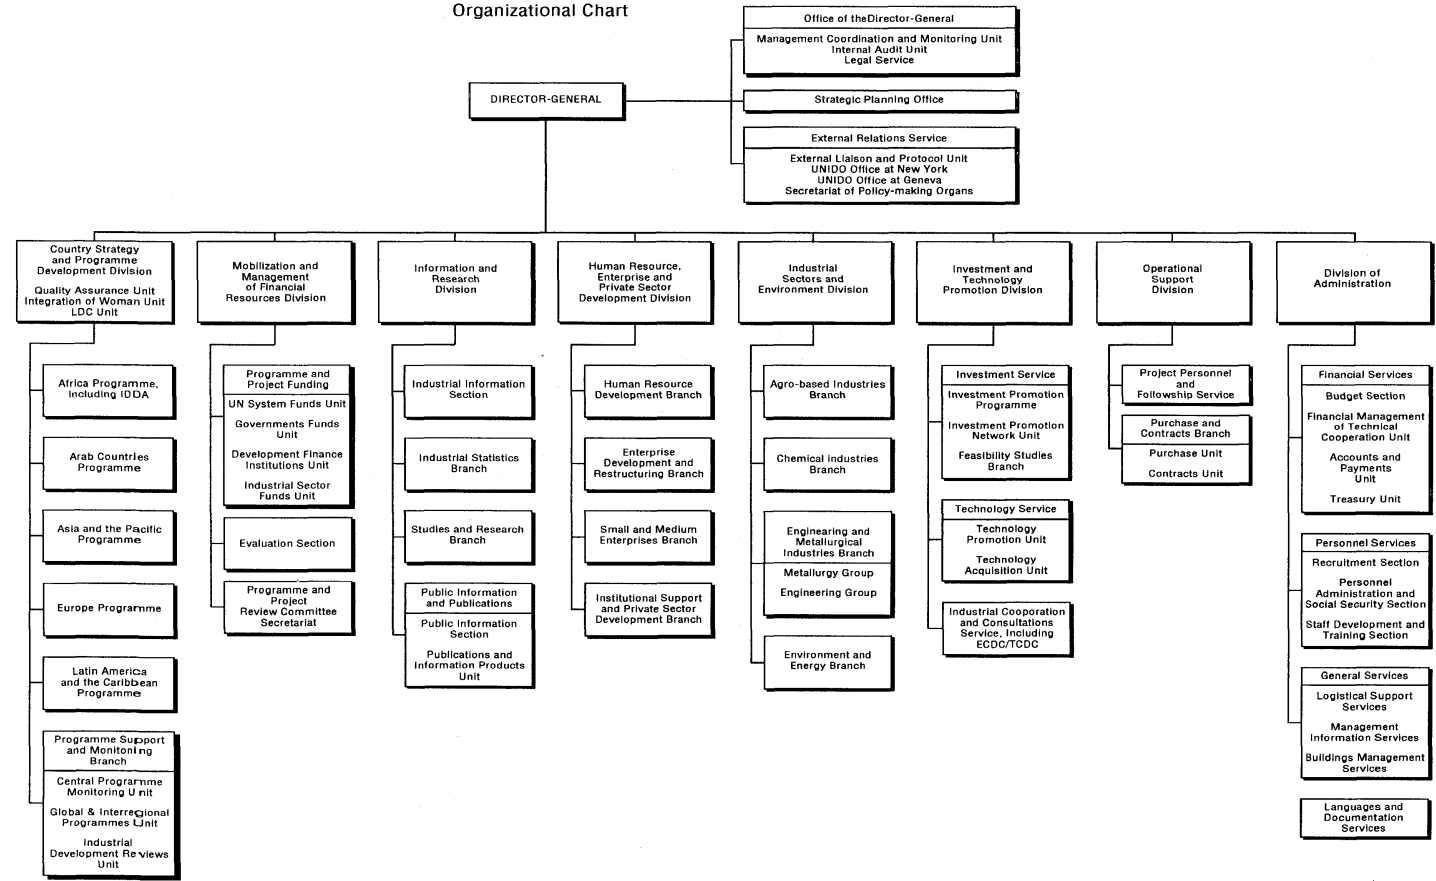 Organizational Chart
Office of theDirector-General
Management Coordination and Monitoring Unit
Internal Audit Unit
Legal Service
DIRECTOR-GENERAL
Strategic Planning Office
External Relations Service
External Liaison and Protocol Unit
UNIDO Office at New York
UNIDO Office at Geneva
Secretariat of Policy-making Organs
Country Strategy
and Programme
Development Division
Quality Assurance Unit
Integration of Woman Unit
LDC Unit
Africa Programme,
including IDDA
Arab Countries
Programme
Asia and the Pacific
Programme
Europe Programme
Latin America
and the Caribbean
Programme
Programme Support
and Monitoning
Branch
Central Programme
Monitoring Unit
Global & Interregional
Programmes Unit
Industrial
Development Reviews
Unit
Mobilization and
Management
of Financial
Resources Division
Programme and
Project Funding
UN System Funds Unit
Governments Funds
Unit
Development Finance
Institutions Unit
Industrial Sector
Funds Unit
Evaluation Section
Programme and
Project
Review Committee
Secretariat
Information and
Research
Division
Industrial Information
Section
Industrial Statistics
Branch
Studies and Research
Branch
Public Information
and Publications
Public Information
Section
Publications and
Information Products
Unit
Human Resource,
Enterprise and
Private Sector
Development Division
Human Resource
Development Branch
Enterprise
Development and
Restructuring Branch
Small and Medium
Enterprises Branch
Institutional Support
and Private Sector
Development Branch
Industrial
Sectors and
Environment Division
Agro-based Industries
Branch
Chemical industries
Branch
Engineering and
Metallurgical
Industries Branch
Metallurgy Group
Engineering Group
Environment and
Energy Branch
Investment and
Technology
Promotion Division
Investment Service
Investment Promotion
Programme
Investment Promotion
Network Unit
Feasibility Studies
Branch
Technology Service
Technology
Promotion Unit
Technology
Acquisition Unit
Industrial Cooporation
and Consultations
Service, Including
ECDC/TCDC
Operational
Support
Division
Project Personnel
and
Followship Service
Purchase and
Contracts Branch
Purchase Unit
Contracts Unit
Division of
Administration
Financial Services
Budget Section
Financial Management
of Technical
Cooperation Unit
Accounts and
Payments
Unit
Treasury Unit
Personnel Services
Recruitment Section
Personnel
Administration and
Social Security Section
Staff Development and
Training Section
General Services
Logistical Support
Services
Management
Information Services
Buildings Management
Services
Languages and
Documentation
Services